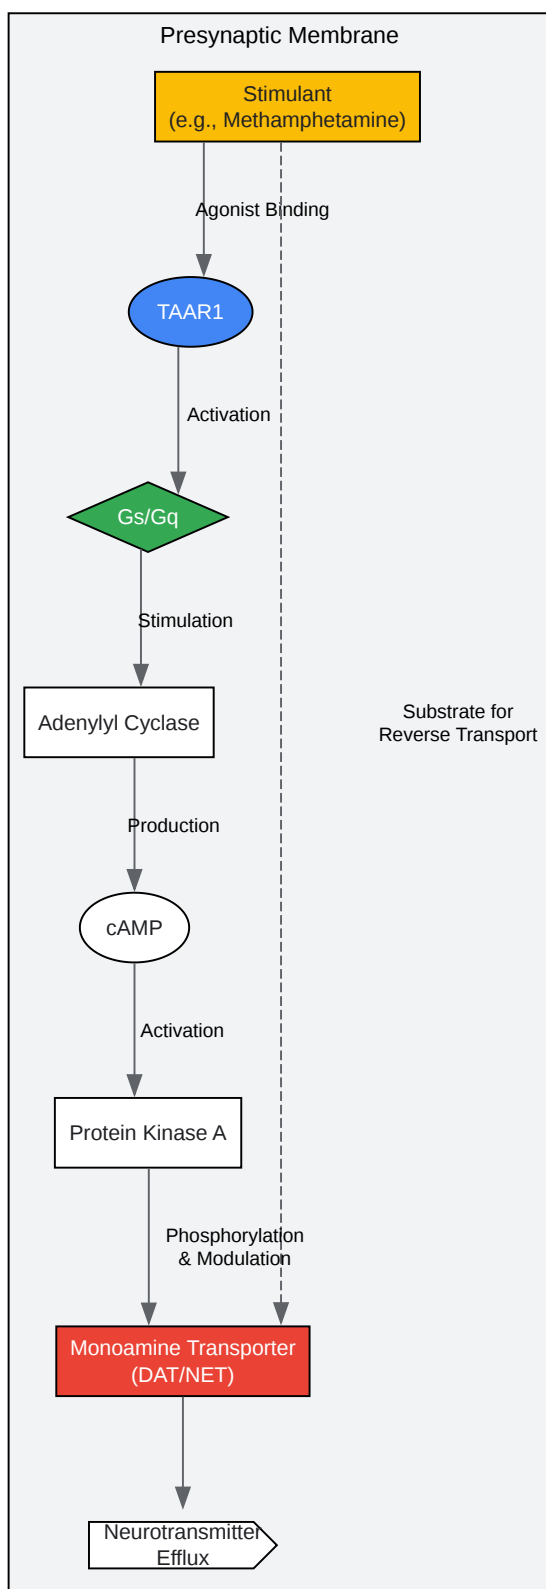 Presynaptic Membrane
Stimulant
(e.g., Methamphetamine)
Agonist Binding
TAAR1
Activation
Gs/Gq
Stimulation
Adenylyl Cyclase
Substrate for
Reverse Transport
Production
cAMP
Activation
Protein Kinase A
Phosphorylation
& Modulation
Monoamine Transporter
(DAT/NET)
Neurotransmitter
Efflux